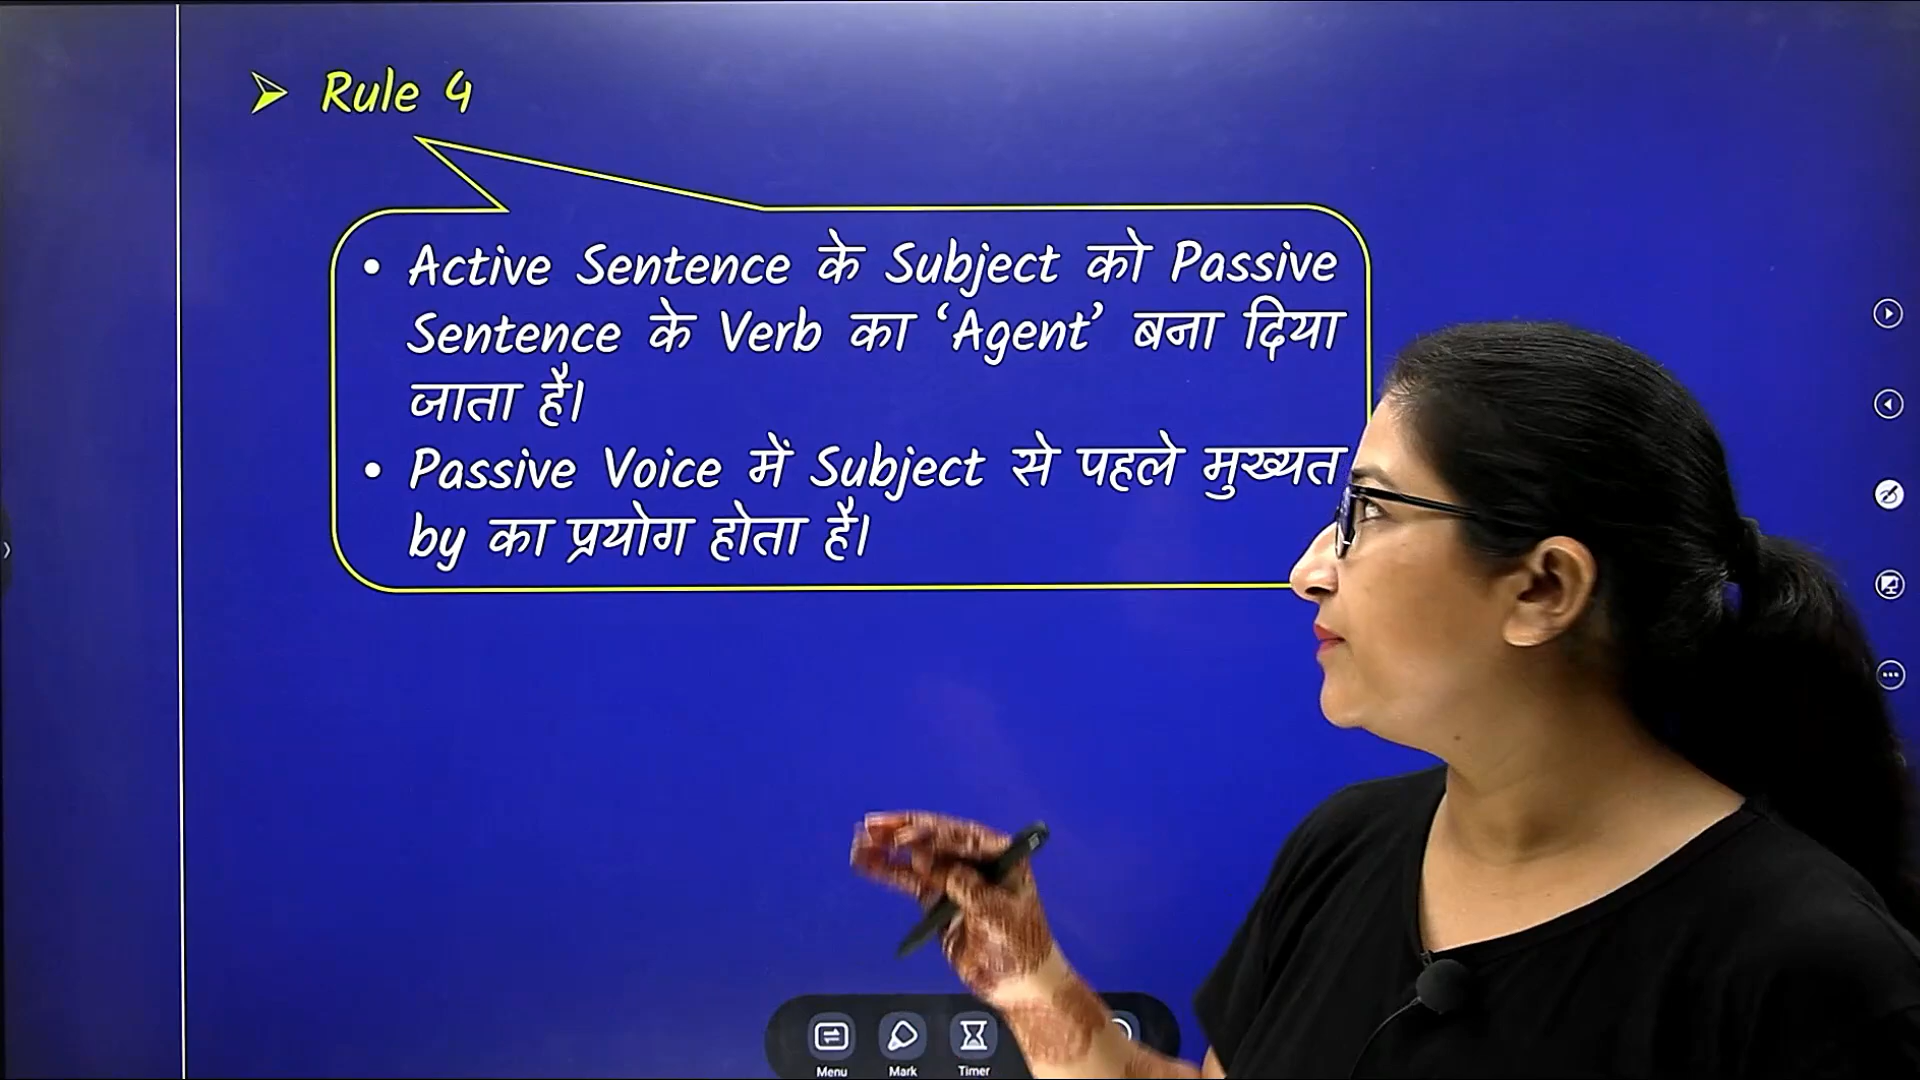 Rule 4
• Active Sentence के Subject को Passive
Sentence के Verb का ‘Agent’ बना दिया
जाता है।
• Passive Voice में Subject से पहले मुख्यत
by का प्रयोग होता है।
Menu Mark Timer